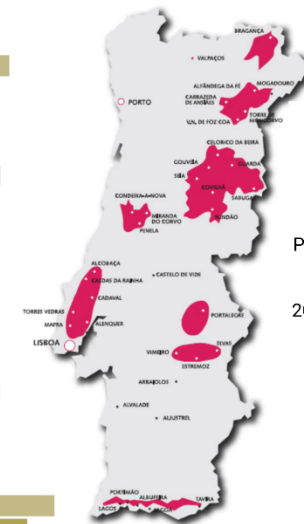 BRAGANÇA
VALPAÇOS
MOGADOURO
ALFÂNDEGA DA FÉ
CARRAZEDA
DE ANSIÃES
PORTO
TORRE DE
MONCORVO
V.N. DE FOZ COA
CELORICO DA BEIRA
GOUVEIA
GUARDA
SEIA
COVILHÃ
SABUGAL
CONDEIXA-A-NOVA
MIRANDA
DO CORVO
FUNDÃO
PENELA
P
ALCOBAÇA
CALDAS DA RAINHA
CASTELO DE VIDE
CADAVAL
20
TORRES VEDRAS
PORTALEGRE
MAFRA
ALENQUER
LISBOA
ELVAS
VIMIEIRO
ESTREMOZ
ARRAIOLOS
ALVALADE
ALJUSTREL
PORTIMÃO
ALBUFEIRA
TAVIRA
LAGOS
LAGOA